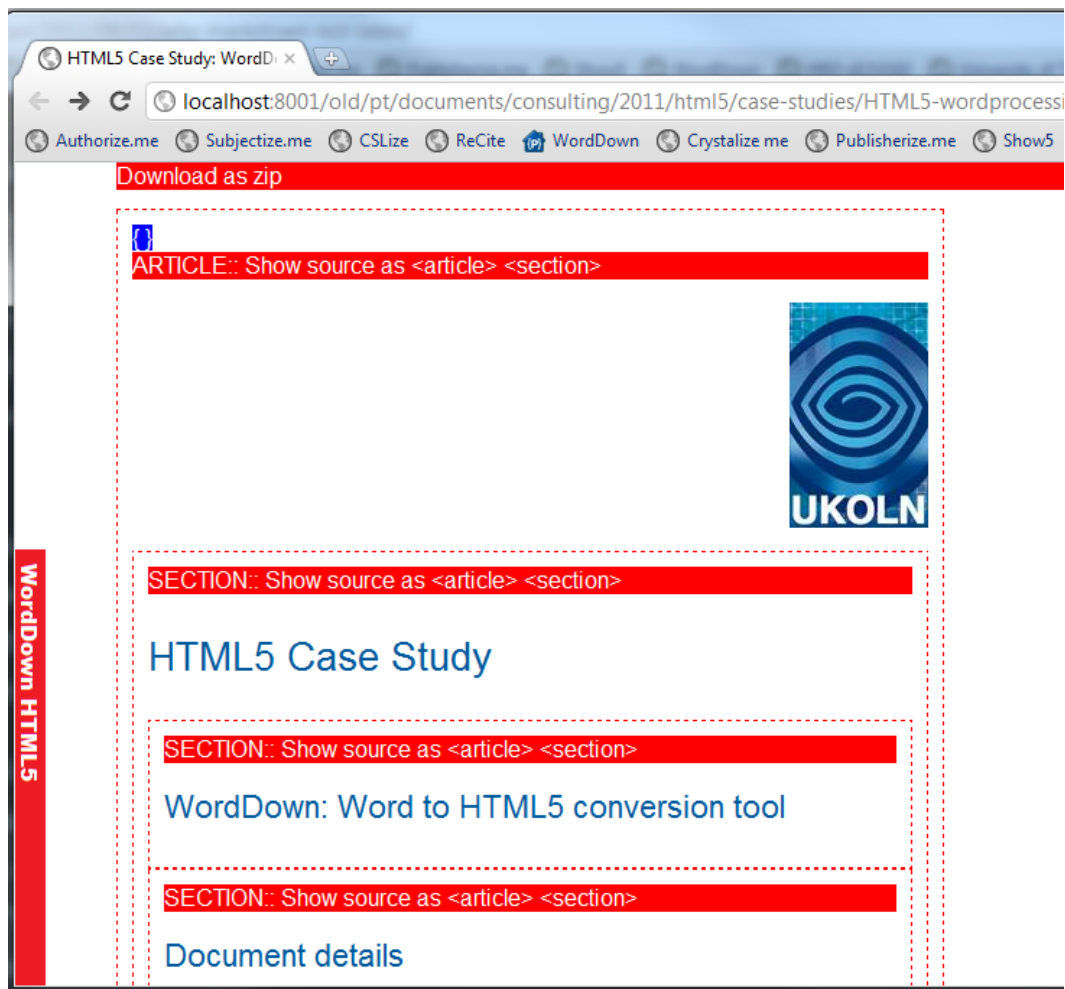 HTML5 Case Study: WordD
localhost:8001/old/pt/documents/consulting/2011/html5/case-studies/HTML5-wordprocessi
Authorize.me Subjectize.me CSLize ReCite WordDown Crystalize me Publisherize.me Show5
Download as zip
{}
ARTICLE:: Show source as <article> <section>
UKOLN
SECTION:: Show source as <article> <section>
HTML5 Case Study
WordDown HTML5
SECTION:: Show source as <article> <section>
WordDown: Word to HTML5 conversion tool
SECTION:: Show source as <article> <section>
Document details